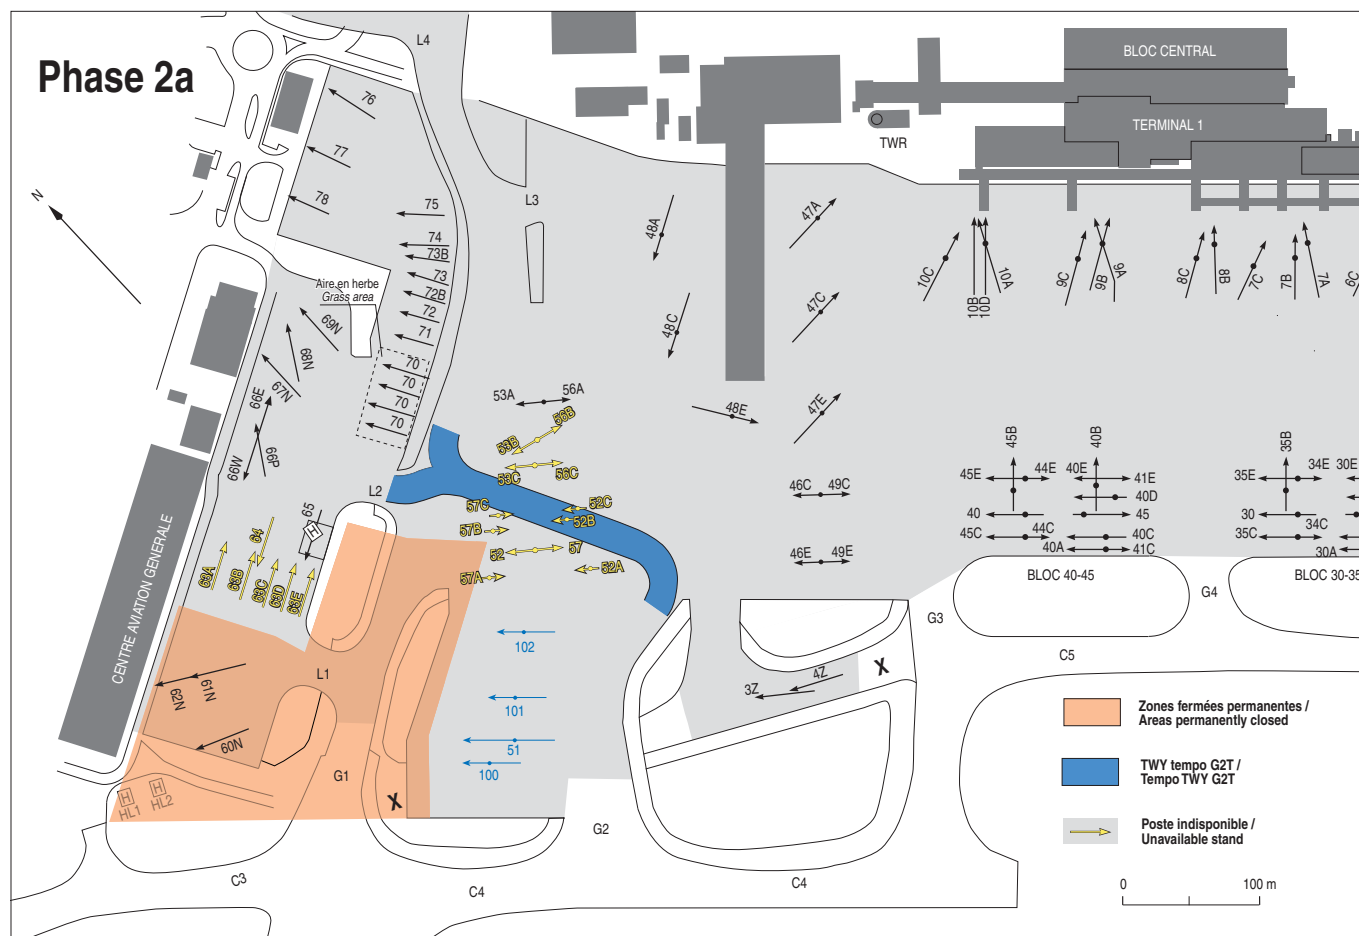 Phase 2a
N
L4
BLOC CENTRAL
TERMINAL 1
TWR
76
77
78
75
74
73B
73
72B
72
71
70
70
70
70
L3
Aire en herbe
Grass area
69N
68N
67N
66E
66W
66P
48A
48C
48E
47A
47C
47E
10C
10B
10D
10A
9C
9B
9A
8C
8B
7C
7B
7A
6C
53A
56A
53B
56B
53C
56C
57C
52C
57B
52B
52
57
57A
52A
46C
49C
46E
49E
45B
45E
44E
40B
40E
41E
40D
40
45
45C
44C
40C
40A
41C
35B
35E
34E
30E
30
34C
35C
30A
BLOC 40-45
BLOC 30-35
L2
65
H
64
63A
63B
63C
63D
63E
CENTRE AVIATION GENERALE
L1
62N
61N
60N
G1
X
H
HL1
H
HL2
102
101
51
100
3Z
4Z
X
G3
G4
C5
G2
C3
C4
C4
Zones fermées permanentes /
Areas permanently closed
TWY tempo G2T /
Tempo TWY G2T
Poste indisponible /
Unavailable stand
0
100 m